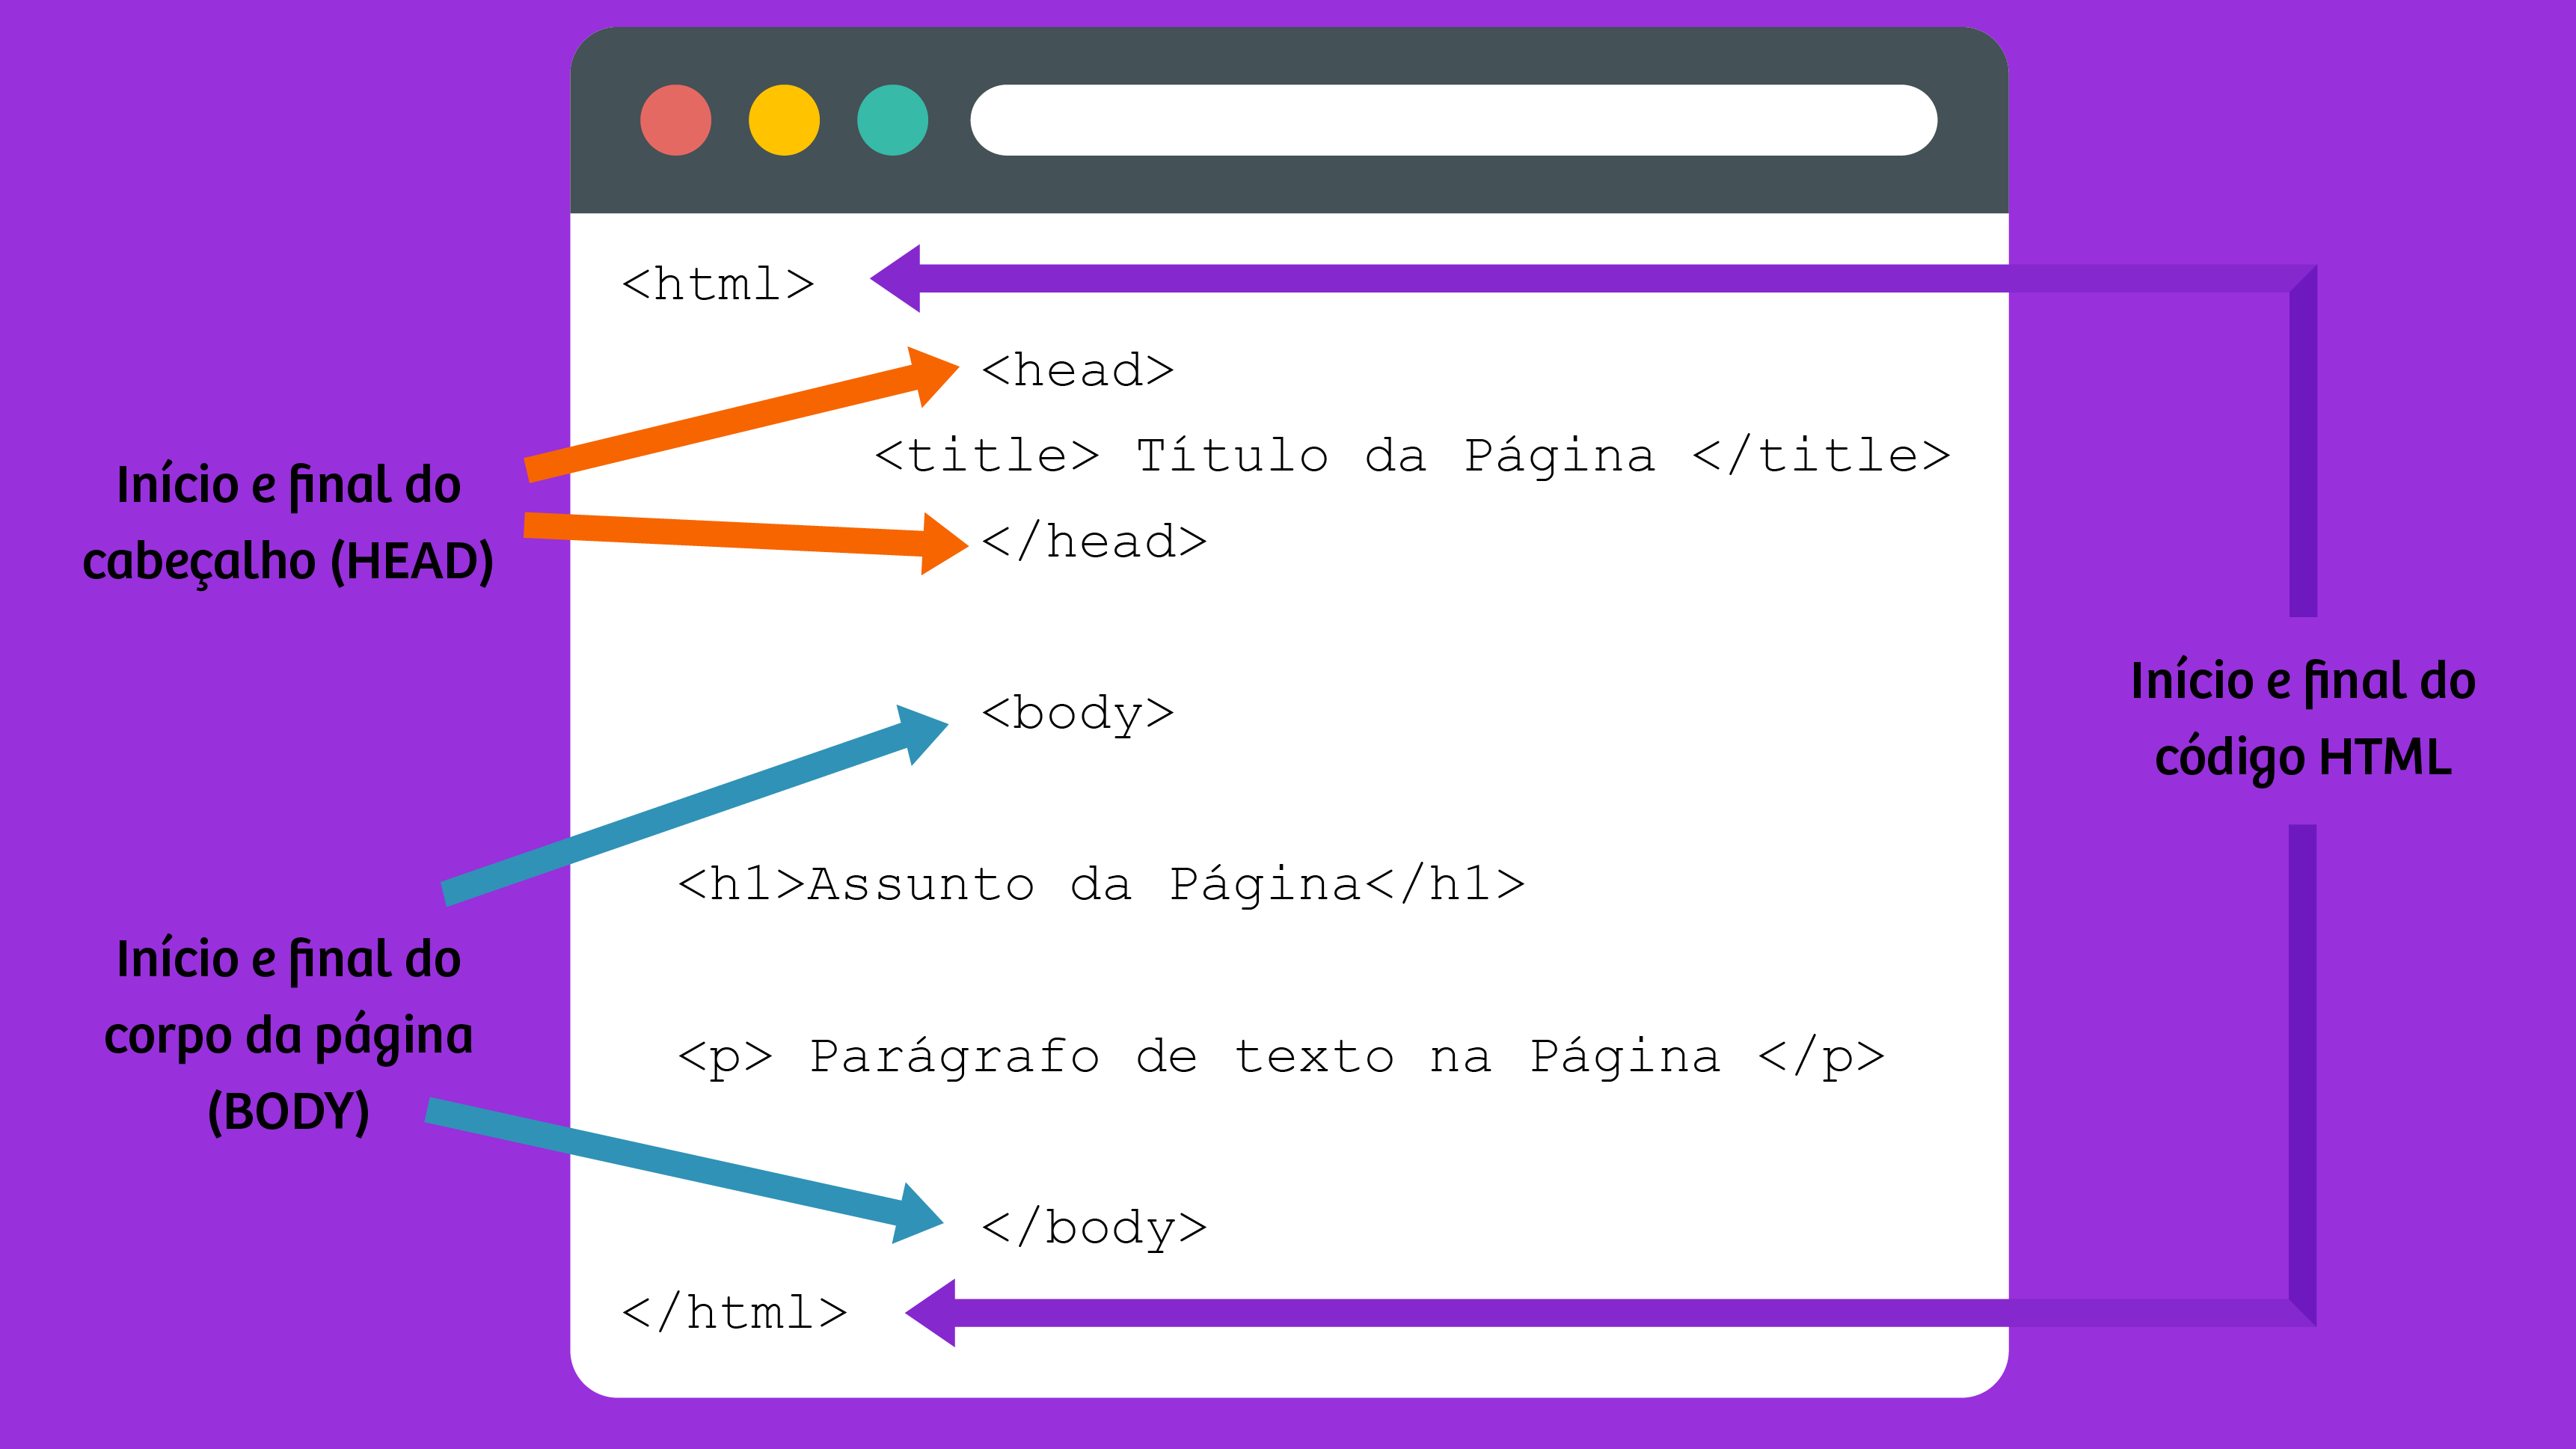 <html>
<head>
<title> Título da Página </title>
</head>
<body>
<h1>Assunto da Página</h1>
<p> Parágrafo de texto na Página </p>
</body>
</html>
Início e final do
cabeçalho (HEAD)
Início e final do
corpo da página
(BODY)
Início e final do
código HTML